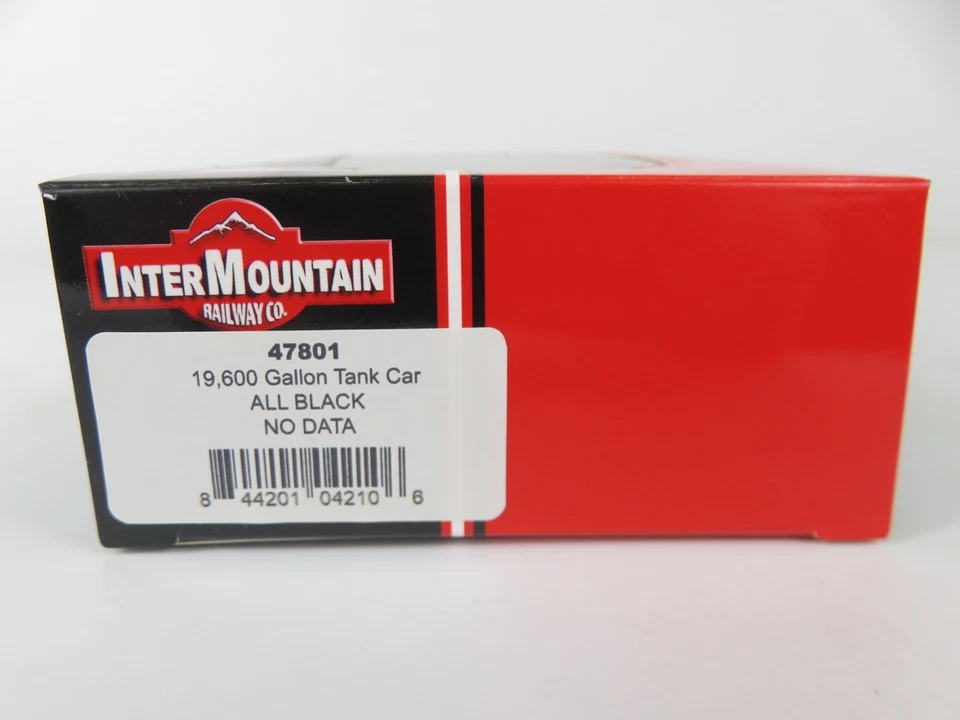 INTERMOUNTAIN
RAILWAY CO.
47801
19,600 Gallon Tank Car
ALL BLACK
NO DATA
8 44201 04210 6